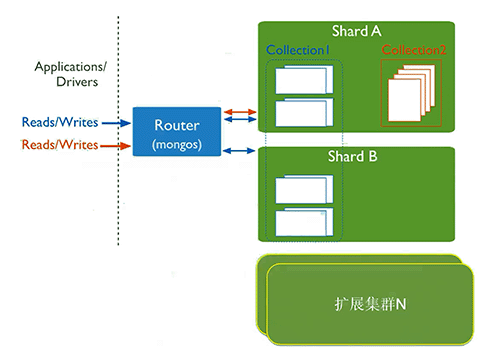 Shard A
Collection1
Collection2
Applications/
Drivers
Reads/Writes
Reads/Writes
Router
(mongos)
Shard B
扩展集群N